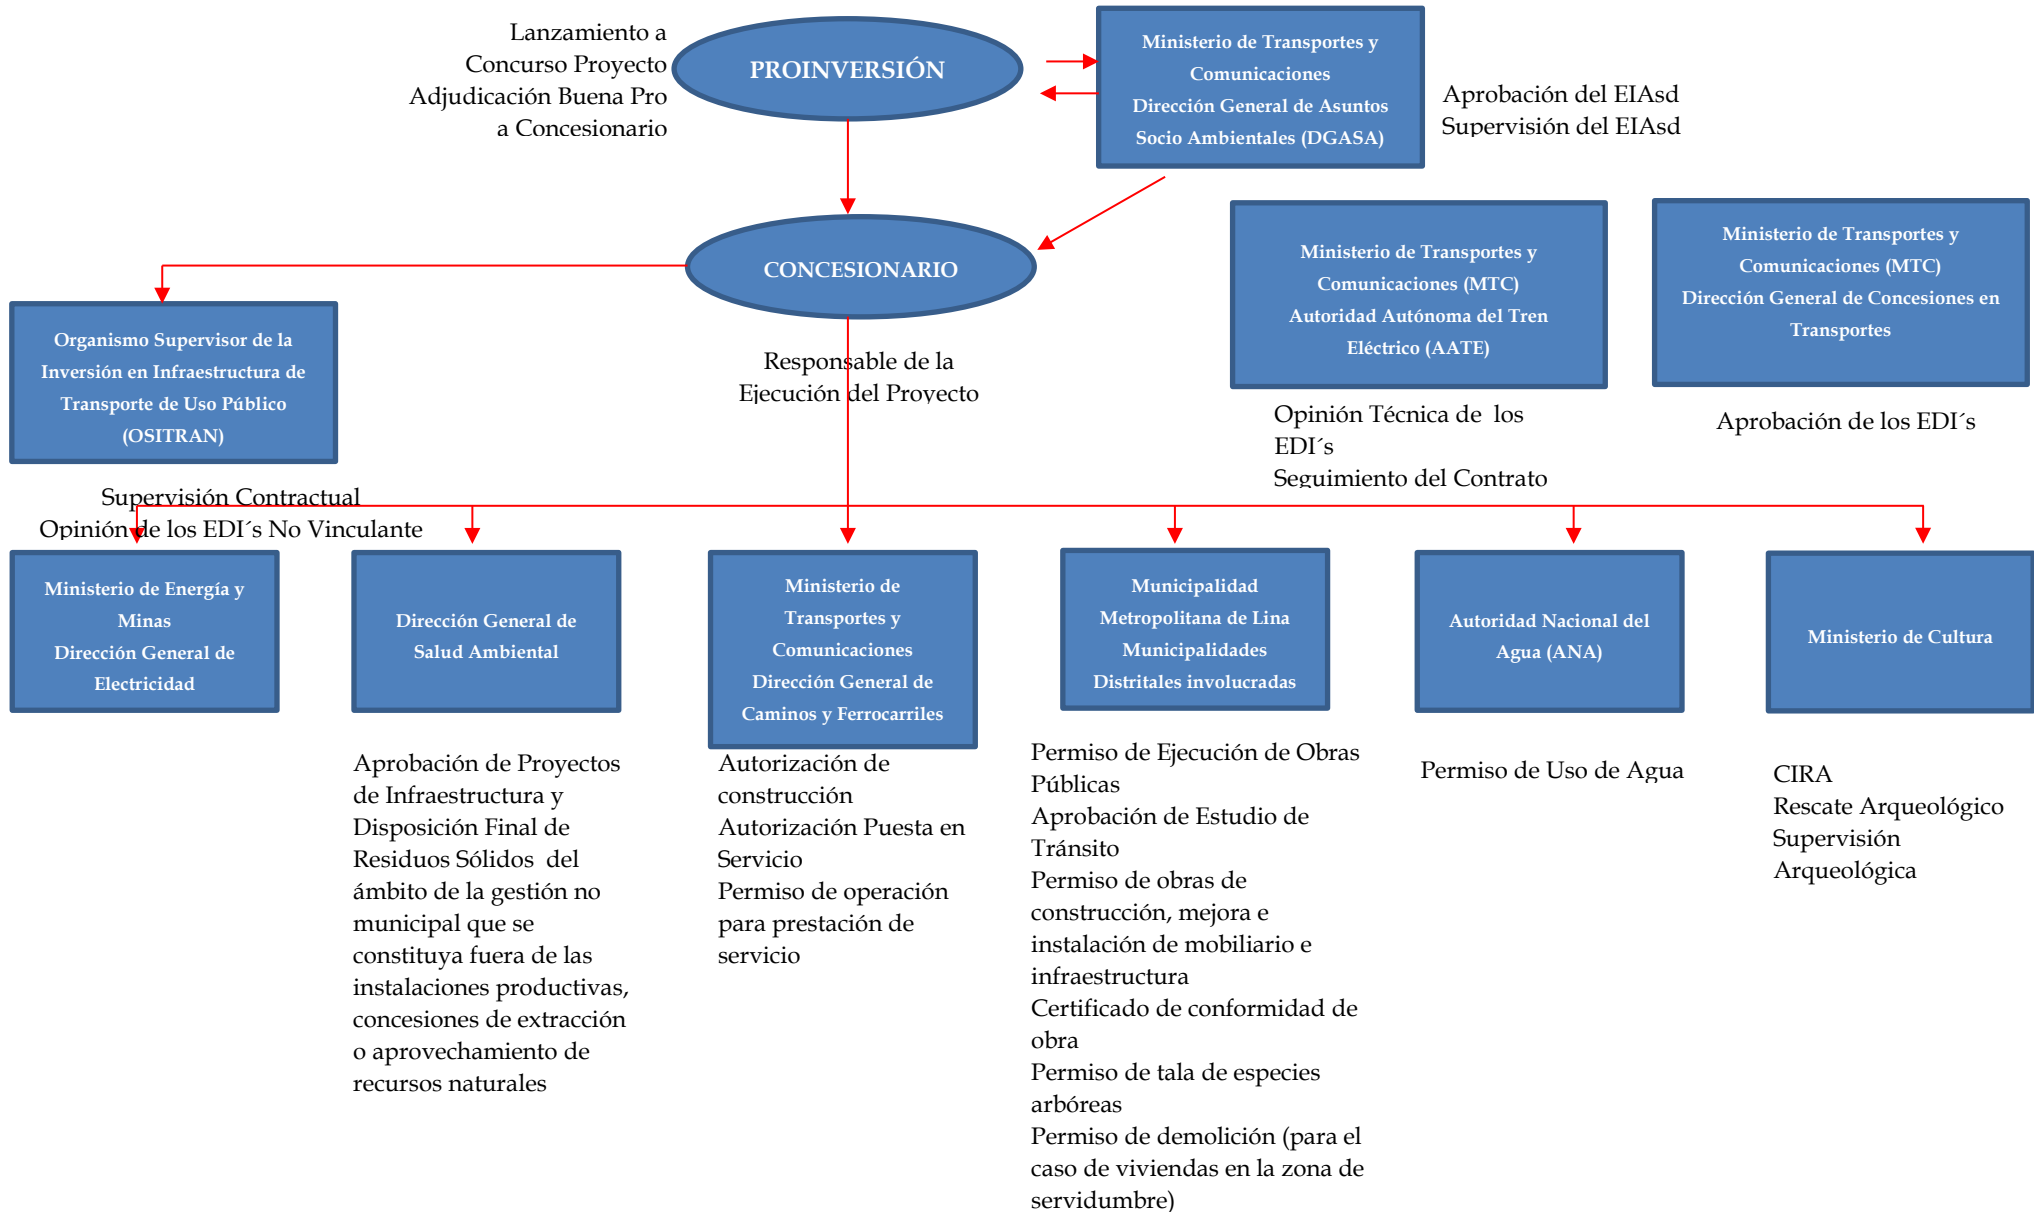 Lanzamiento a
Concurso Proyecto
Adjudicación Buena Pro
a Concesionario
PROINVERSIÓN
Ministerio de Transportes y
Comunicaciones
Dirección General de Asuntos
Socio Ambientales (DGASA)
Aprobación del EIAsd
Supervisión del EIAsd
CONCESIONARIO
Responsable de la
Ejecución del Proyecto
Ministerio de Transportes y
Comunicaciones (MTC)
Autoridad Autónoma del Tren
Eléctrico (AATE)
Opinión Técnica de  los
EDI´s
Seguimiento del Contrato
Ministerio de Transportes y
Comunicaciones (MTC)
Dirección General de Concesiones en
Transportes
Aprobación de los EDI´s
Organismo Supervisor de la
Inversión en Infraestructura de
Transporte de Uso Público
(OSITRAN)
Supervisión Contractual
Opinión de los EDI´s No Vinculante
Ministerio de Energía y
Minas
Dirección General de
Electricidad
Dirección General de
Salud Ambiental
Aprobación de Proyectos
de Infraestructura y
Disposición Final de
Residuos Sólidos  del
ámbito de la gestión no
municipal que se
constituya fuera de las
instalaciones productivas,
concesiones de extracción
o aprovechamiento de
recursos naturales
Ministerio de
Transportes y
Comunicaciones
Dirección General de
Caminos y Ferrocarriles
Autorización de
construcción
Autorización Puesta en
Servicio
Permiso de operación
para prestación de
servicio
Municipalidad
Metropolitana de Lina
Municipalidades
Distritales involucradas
Permiso de Ejecución de Obras
Públicas
Aprobación de Estudio de
Tránsito
Permiso de obras de
construcción, mejora e
instalación de mobiliario e
infraestructura
Certificado de conformidad de
obra
Permiso de tala de especies
arbóreas
Permiso de demolición (para el
caso de viviendas en la zona de
servidumbre)
Autoridad Nacional del
Agua (ANA)
Permiso de Uso de Agua
Ministerio de Cultura
CIRA
Rescate Arqueológico
Supervisión
Arqueológica